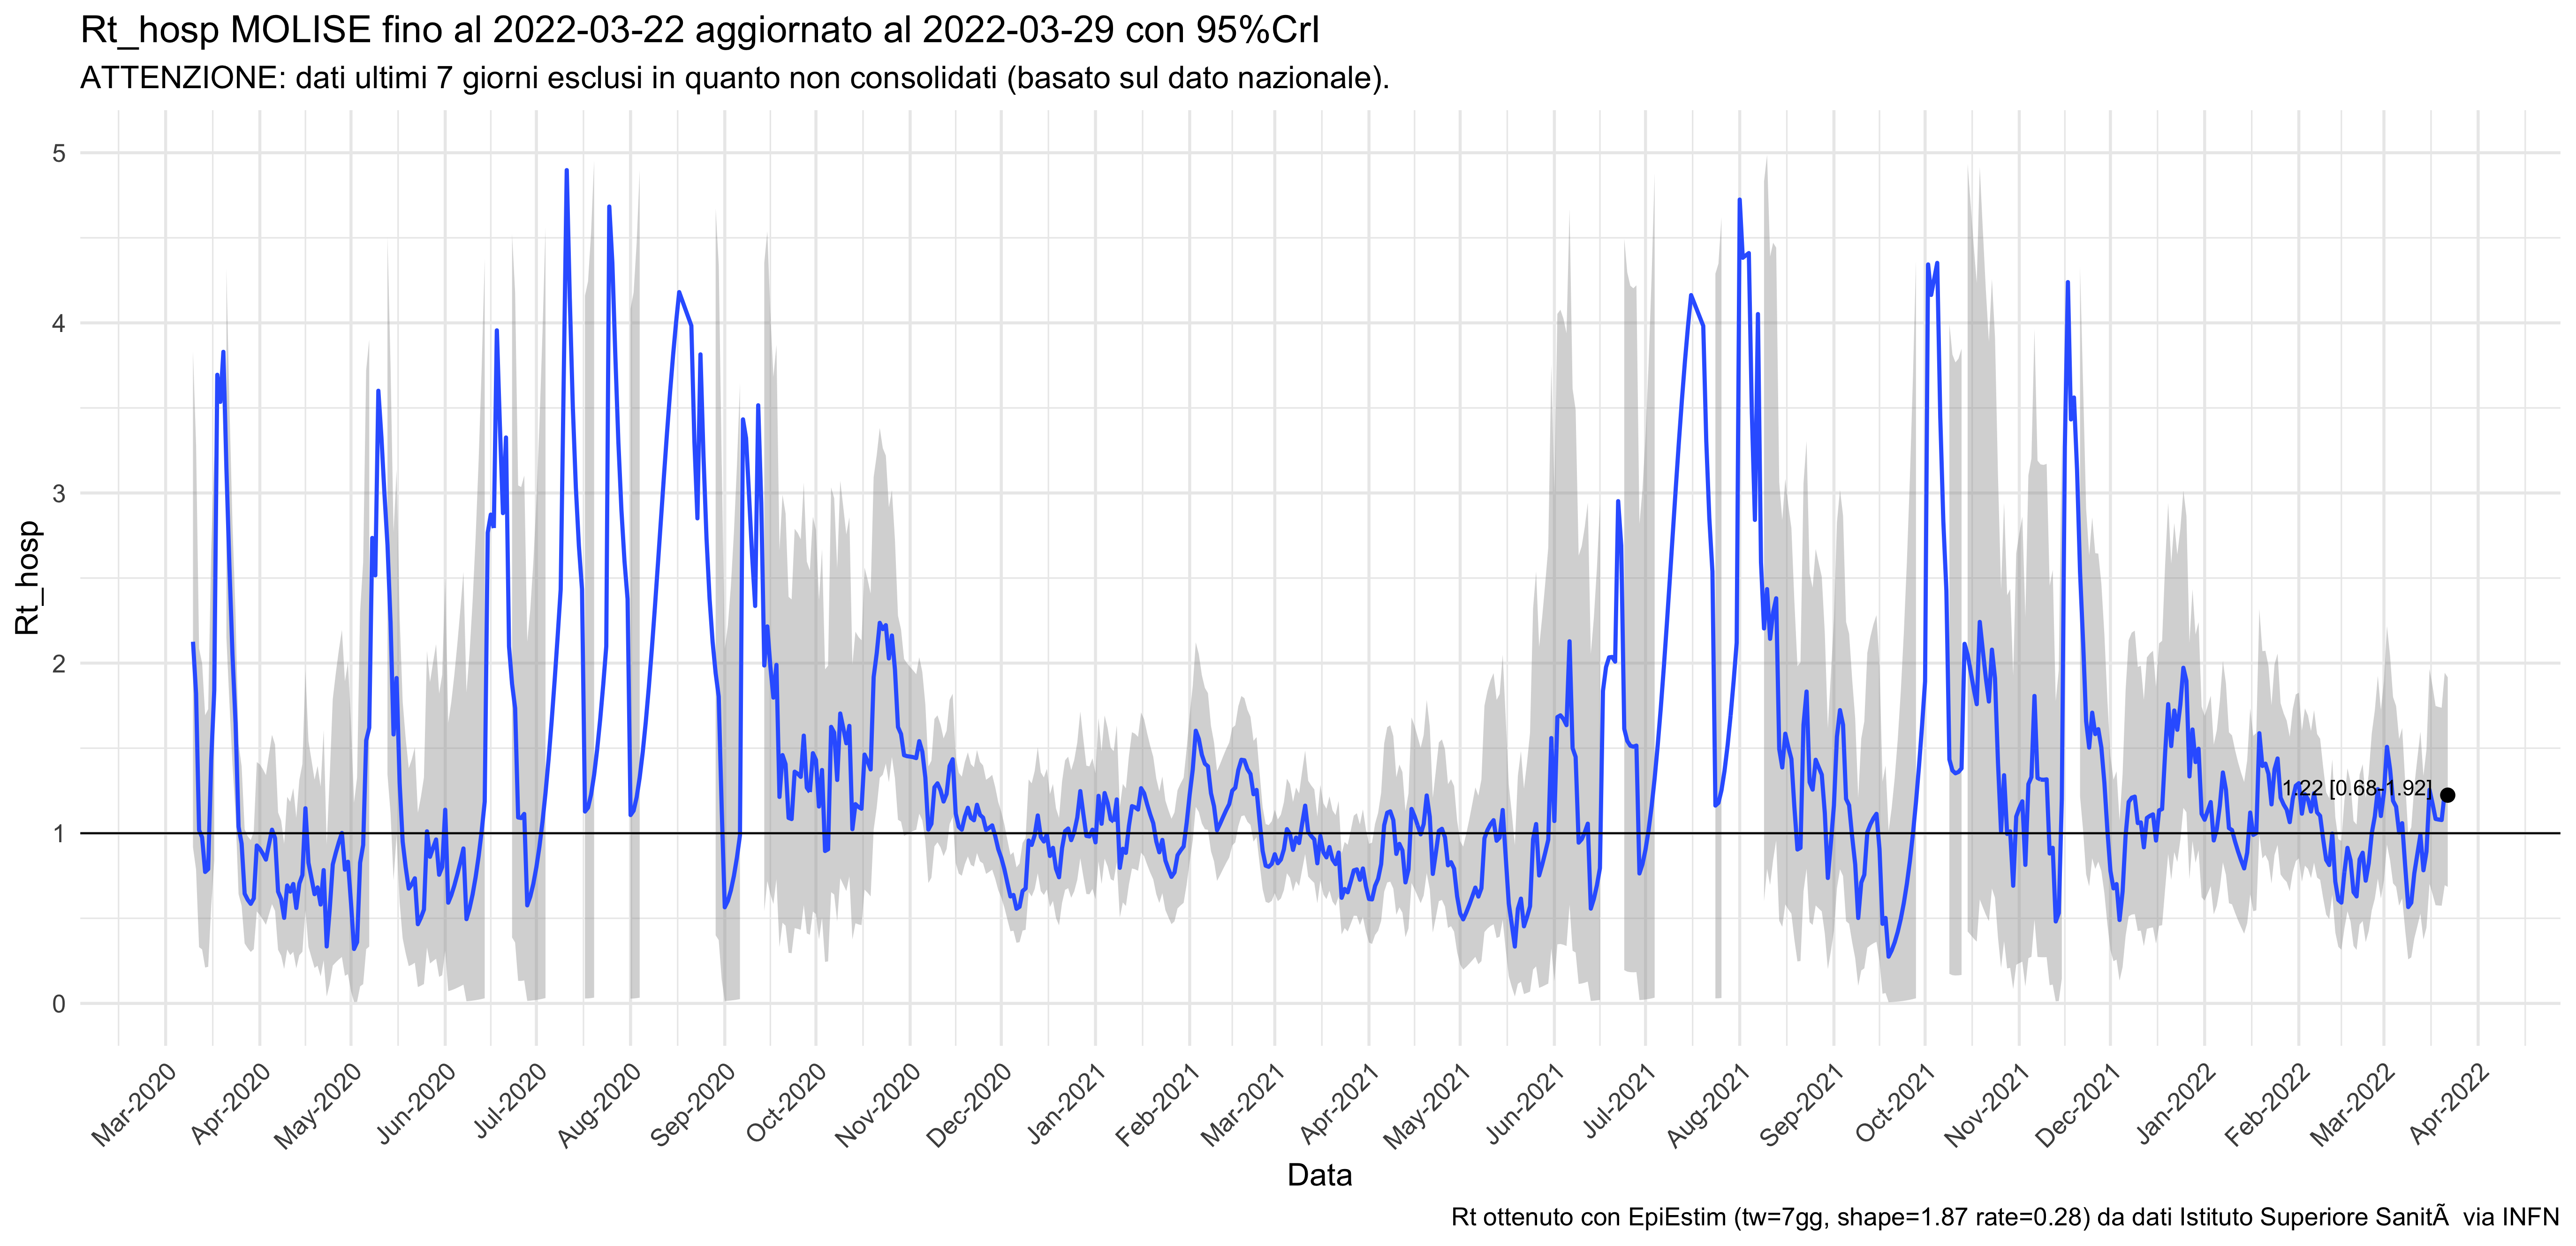 Rt_hosp MOLISE fino al 2022-03-22 aggiornato al 2022-03-29 con 95%CrI
ATTENZIONE: dati ultimi 7 giorni esclusi in quanto non consolidati (basato sul dato nazionale).
Rt_hosp
5
4
3
2
1
0
1.22 [0.68-1.92]
Mar-2020
Apr-2020
May-2020
Jun-2020
Jul-2020
Aug-2020
Sep-2020
Oct-2020
Nov-2020
Dec-2020
Jan-2021
Feb-2021
Mar-2021
Apr-2021
May-2021
Jun-2021
Jul-2021
Aug-2021
Sep-2021
Oct-2021
Nov-2021
Dec-2021
Jan-2022
Feb-2022
Mar-2022
Apr-2022
Data
Rt ottenuto con EpiEstim (tw=7gg, shape=1.87 rate=0.28) da dati Istituto Superiore SanitÃ  via INFN